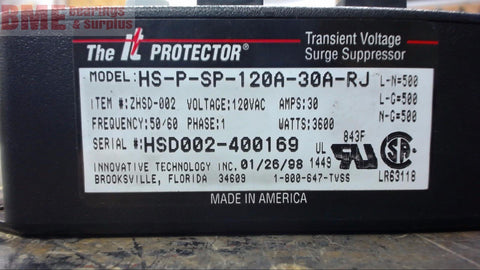 DME bearings
& Surplus
The it PROTECTOR®
Transient Voltage
Surge Suppressor
MODEL: HS-P-SP-120A-30A-RJ L-N=500
ITEM #:ZHSD-002 VOLTAGE:120VAC AMPS:30 L-G=500
FREQUENCY:50/60 PHASE:1 WATTS:3600 N-G=500
SERIAL #:HSD002-400169 UL 843F
INNOVATIVE TECHNOLOGY INC. 01/26/98 1449
BROOKSVILLE, FLORIDA 34609 1-800-647-TVSS LR63118
MADE IN AMERICA